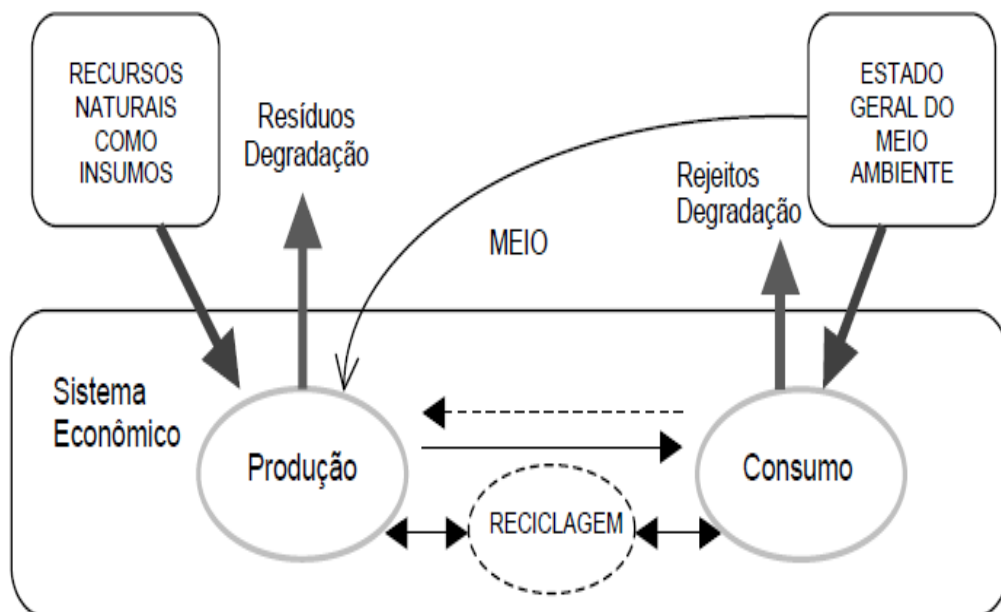 RECURSOS
NATURAIS
COMO
INSUMOS
Resíduos
Degradação
ESTADO
GERAL DO
MEIO
AMBIENTE
Rejeitos
Degradação
MEIO
Sistema
Econômico
Produção
Consumo
RECICLAGEM